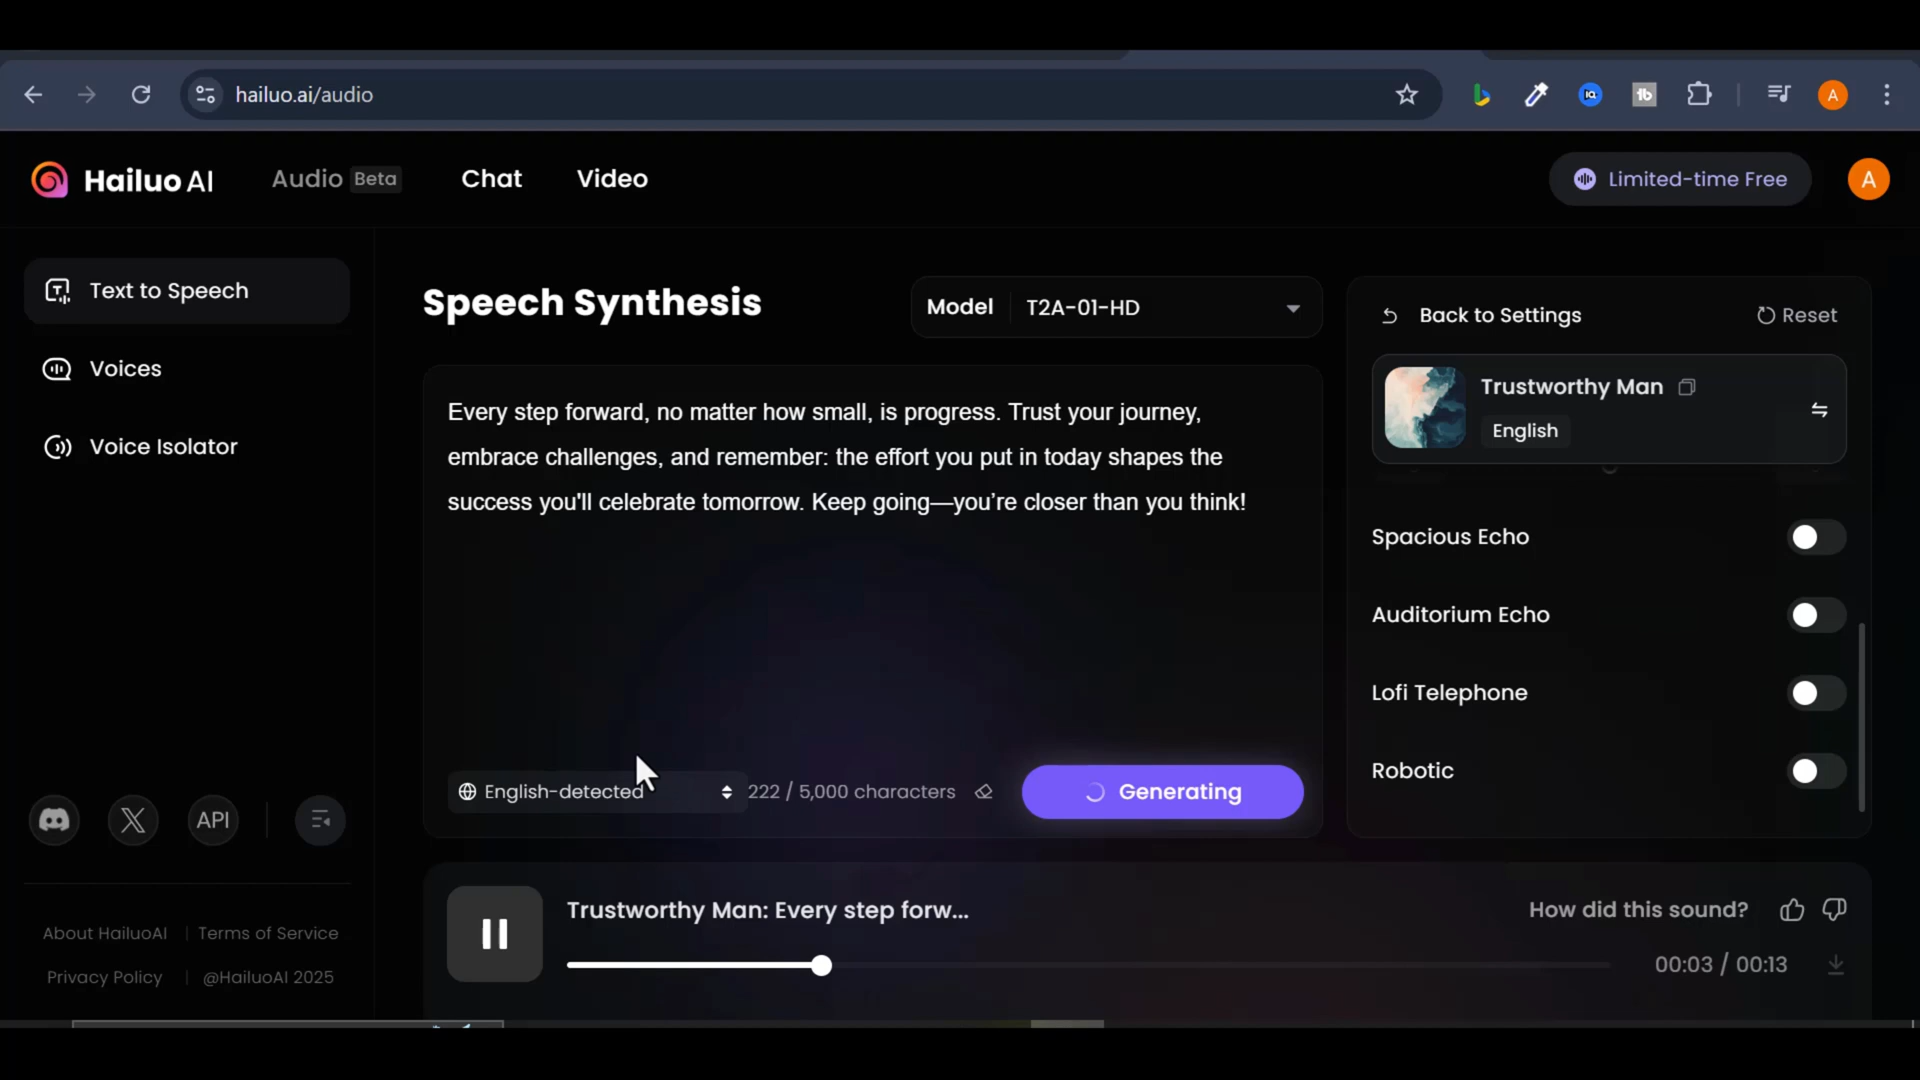 hailuo.ai/audio
A
Hailuo AI
Audio Beta
Chat
Video
Limited-time Free
A
Text to Speech
Voices
Voice Isolator
API
About HailuoAI | Terms of Service
Privacy Policy | @HailuoAI 2025
Speech Synthesis
Model T2A-01-HD
Every step forward, no matter how small, is progress. Trust your journey,
embrace challenges, and remember: the effort you put in today shapes the
success you'll celebrate tomorrow. Keep going—you’re closer than you think!
English-detected
222 / 5,000 characters
Generating
Back to Settings
Reset
Trustworthy Man
English
Spacious Echo
Auditorium Echo
Lofi Telephone
Robotic
Trustworthy Man: Every step forw...
How did this sound?
00:03 / 00:13